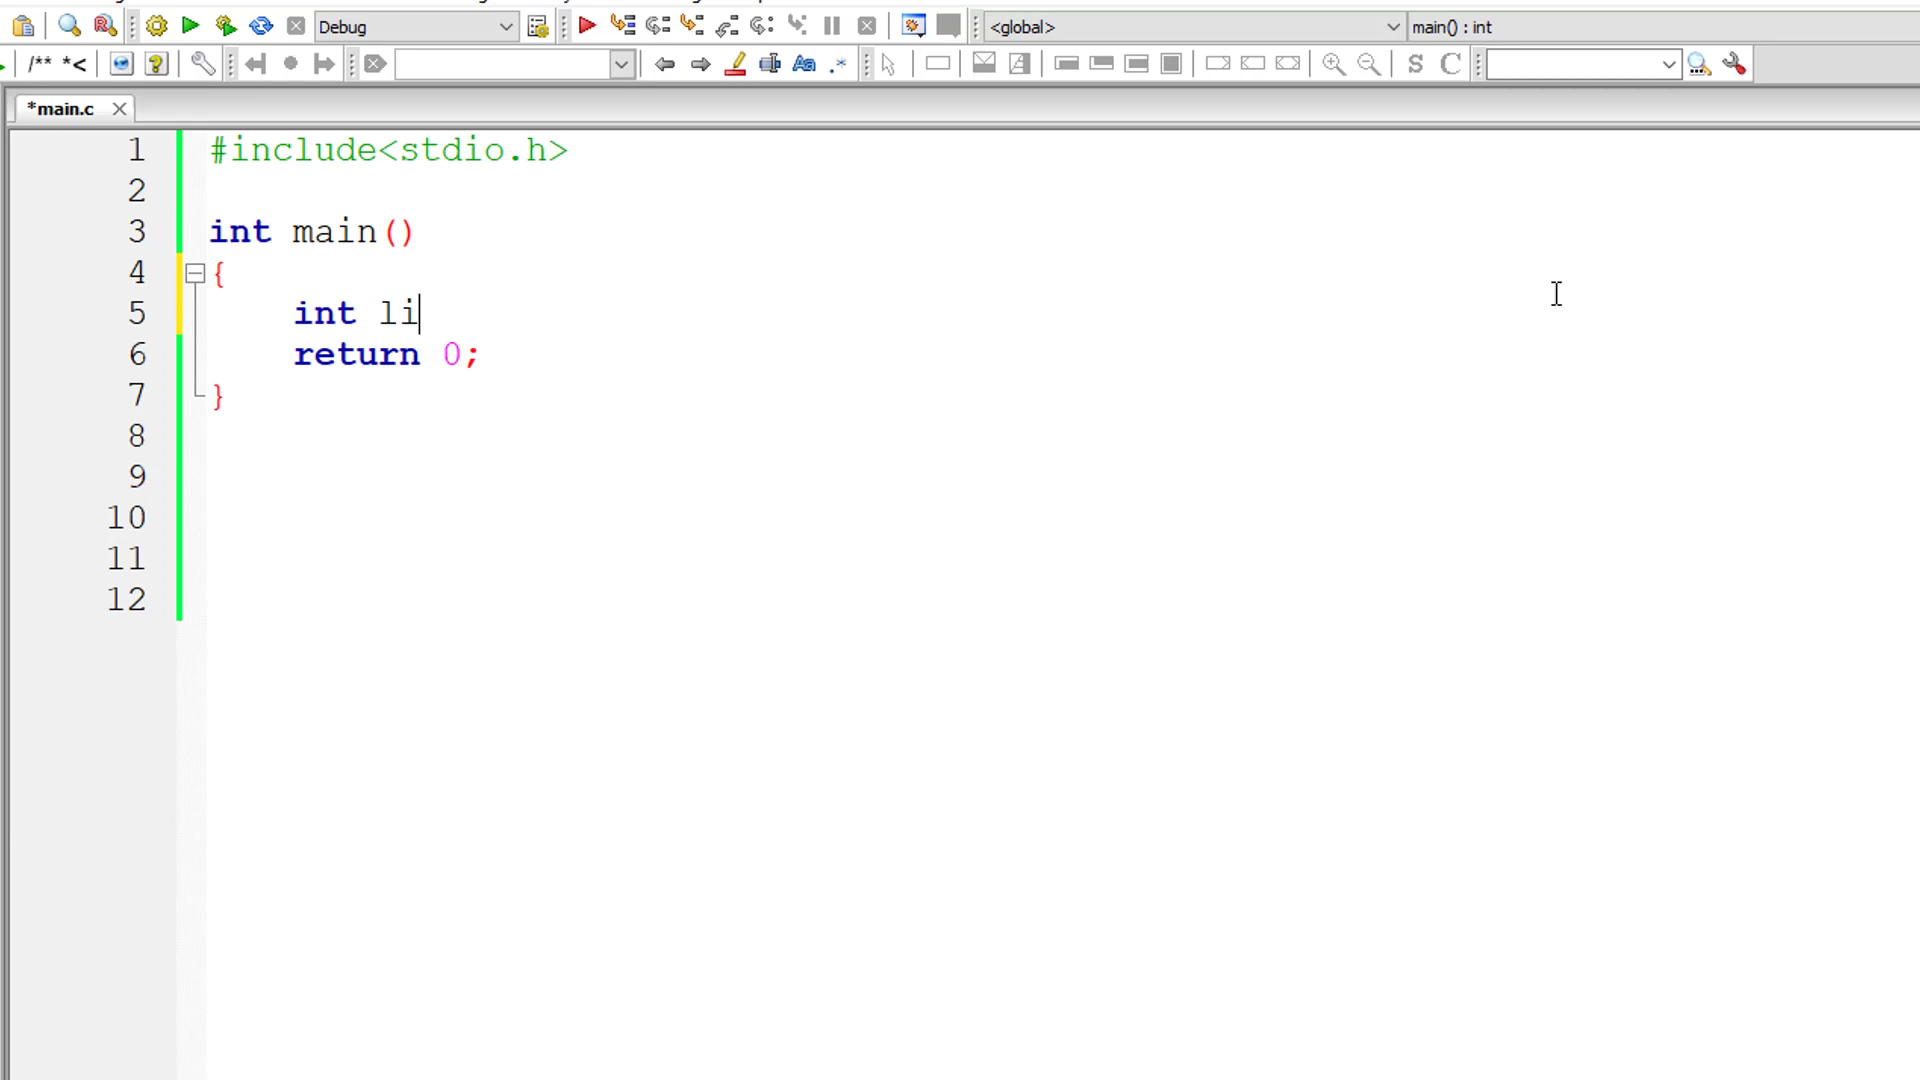 Debug
<global>
main() : int
/** *<
Aa
.*
S
C
*main.c
1 #include<stdio.h>
2
3 int main()
4 {
5 int li
6 return 0;
7 }
8
9
10
11
12